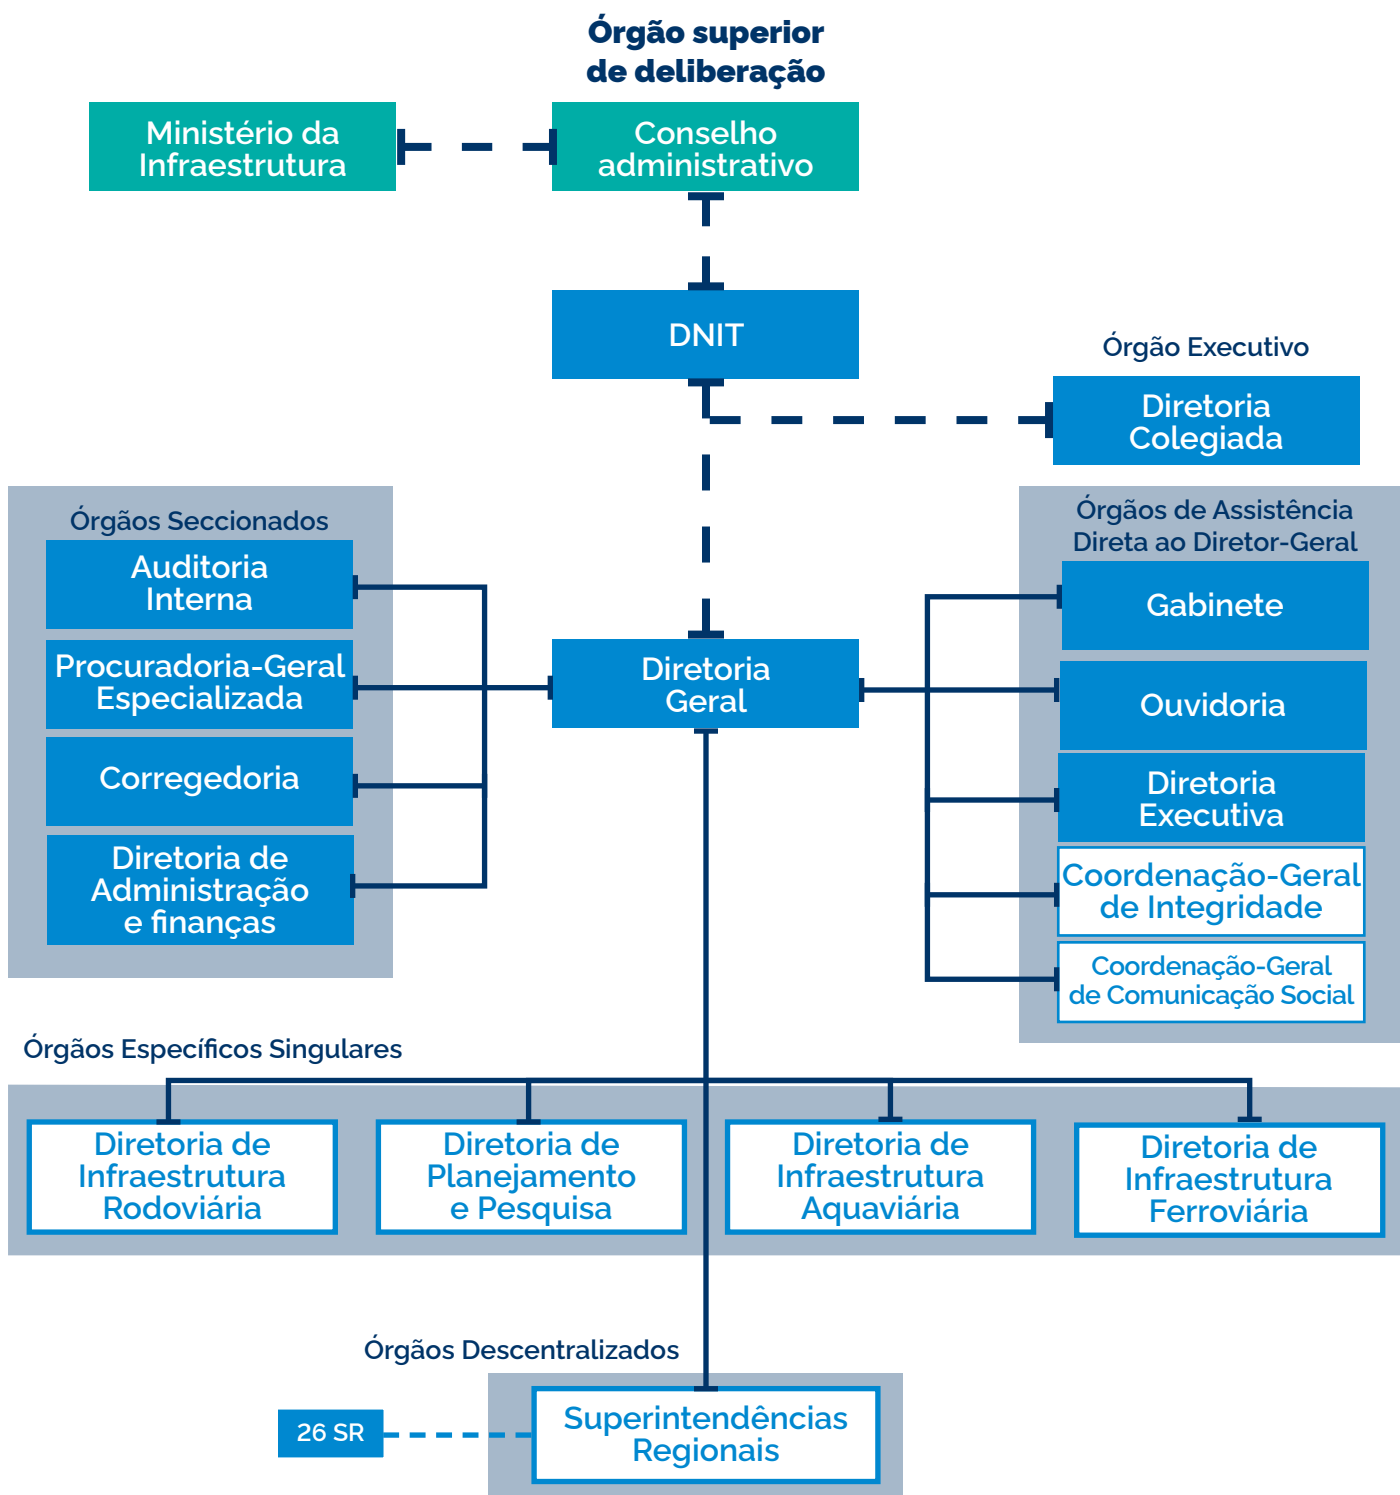 Órgão superior
de deliberação
Ministério da
Infraestrutura
Conselho
administrativo
DNIT
Órgão Executivo
Diretoria
Colegiada
Órgãos Seccionados
Auditoria
Interna
Procuradoria-Geral
Especializada
Corregedoria
Diretoria de
Administração
e finanças
Diretoria
Geral
Órgãos de Assistência
Direta ao Diretor-Geral
Gabinete
Ouvidoria
Diretoria
Executiva
Coordenação-Geral
de Integridade
Coordenação-Geral
de Comunicação Social
Órgãos Específicos Singulares
Diretoria de
Infraestrutura
Rodoviária
Diretoria de
Planejamento
e Pesquisa
Diretoria de
Infraestrutura
Aquaviária
Diretoria de
Infraestrutura
Ferroviária
Órgãos Descentralizados
26 SR
Superintendências
Regionais